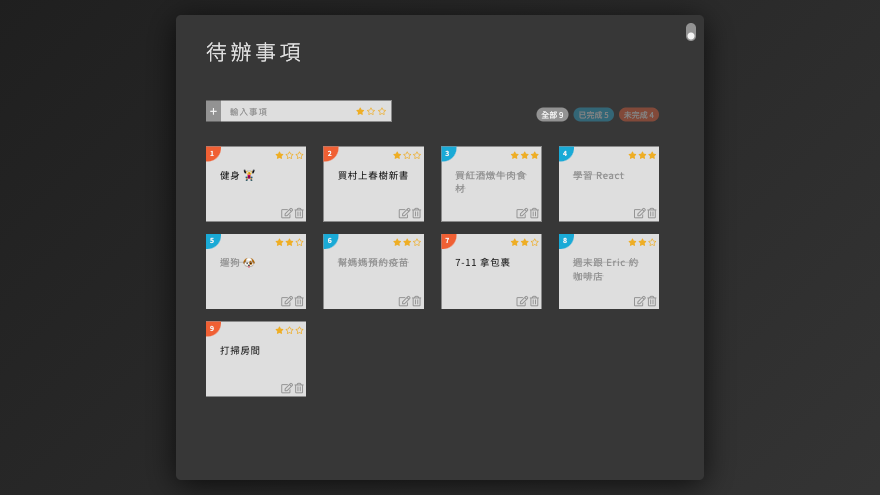 待辦事項
+ 輸入事項
全部 9 已完成 5 未完成 4
1
健身
2
買村上春樹新書
3
買紅酒燉牛肉食
材
4
學習 React
5
遛狗
6
幫媽媽預約疫苗
7
7-11 拿包裹
8
週末跟 Eric 約
咖啡店
9
打掃房間